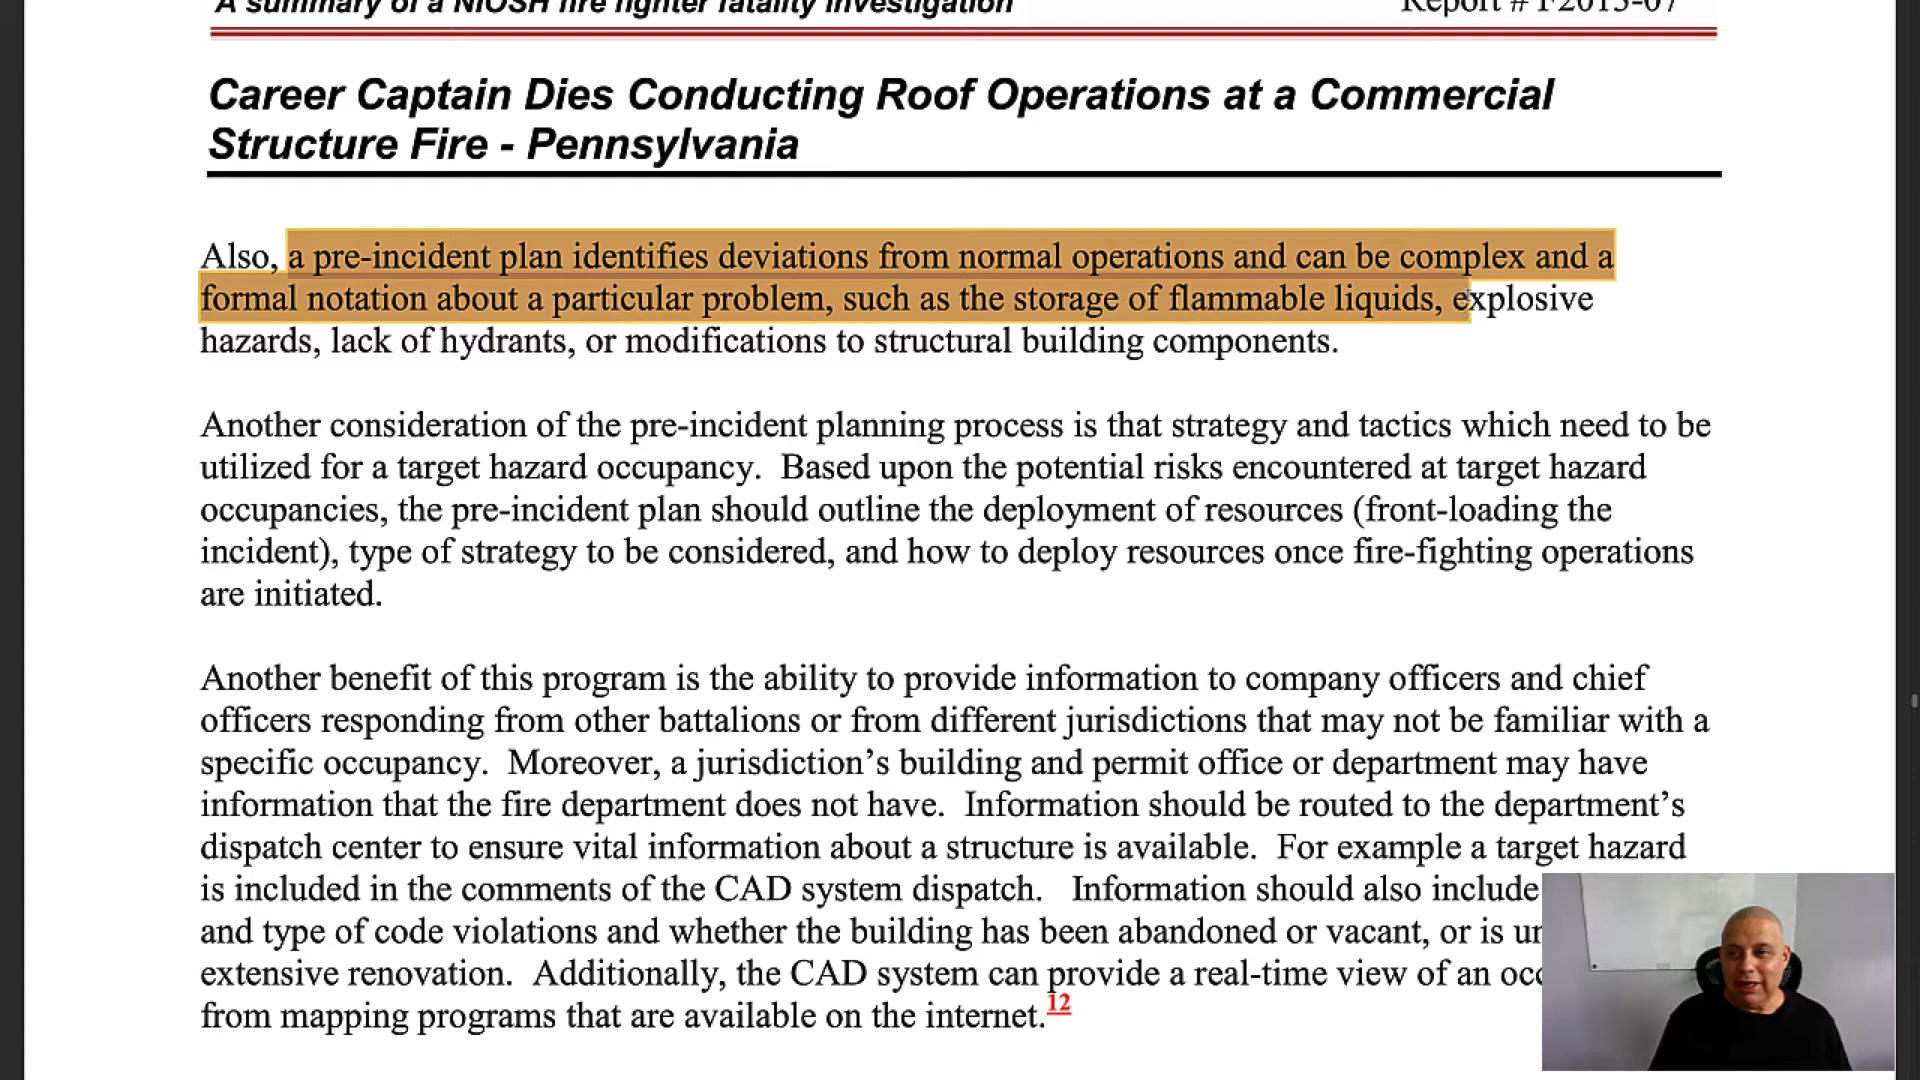 A summary of a NIOSH fire fighter fatality investigation
Report # F2013-07
Career Captain Dies Conducting Roof Operations at a Commercial
Structure Fire - Pennsylvania
Also, a pre-incident plan identifies deviations from normal operations and can be complex and a
formal notation about a particular problem, such as the storage of flammable liquids, explosive
hazards, lack of hydrants, or modifications to structural building components.
Another consideration of the pre-incident planning process is that strategy and tactics which need to be
utilized for a target hazard occupancy.  Based upon the potential risks encountered at target hazard
occupancies, the pre-incident plan should outline the deployment of resources (front-loading the
incident), type of strategy to be considered, and how to deploy resources once fire-fighting operations
are initiated.
Another benefit of this program is the ability to provide information to company officers and chief
officers responding from other battalions or from different jurisdictions that may not be familiar with a
specific occupancy.  Moreover, a jurisdiction’s building and permit office or department may have
information that the fire department does not have.  Information should be routed to the department’s
dispatch center to ensure vital information about a structure is available.  For example a target hazard
is included in the comments of the CAD system dispatch.   Information should also include
and type of code violations and whether the building has been abandoned or vacant, or is
extensive renovation.  Additionally, the CAD system can provide a real-time view of an
from mapping programs that are available on the internet.12